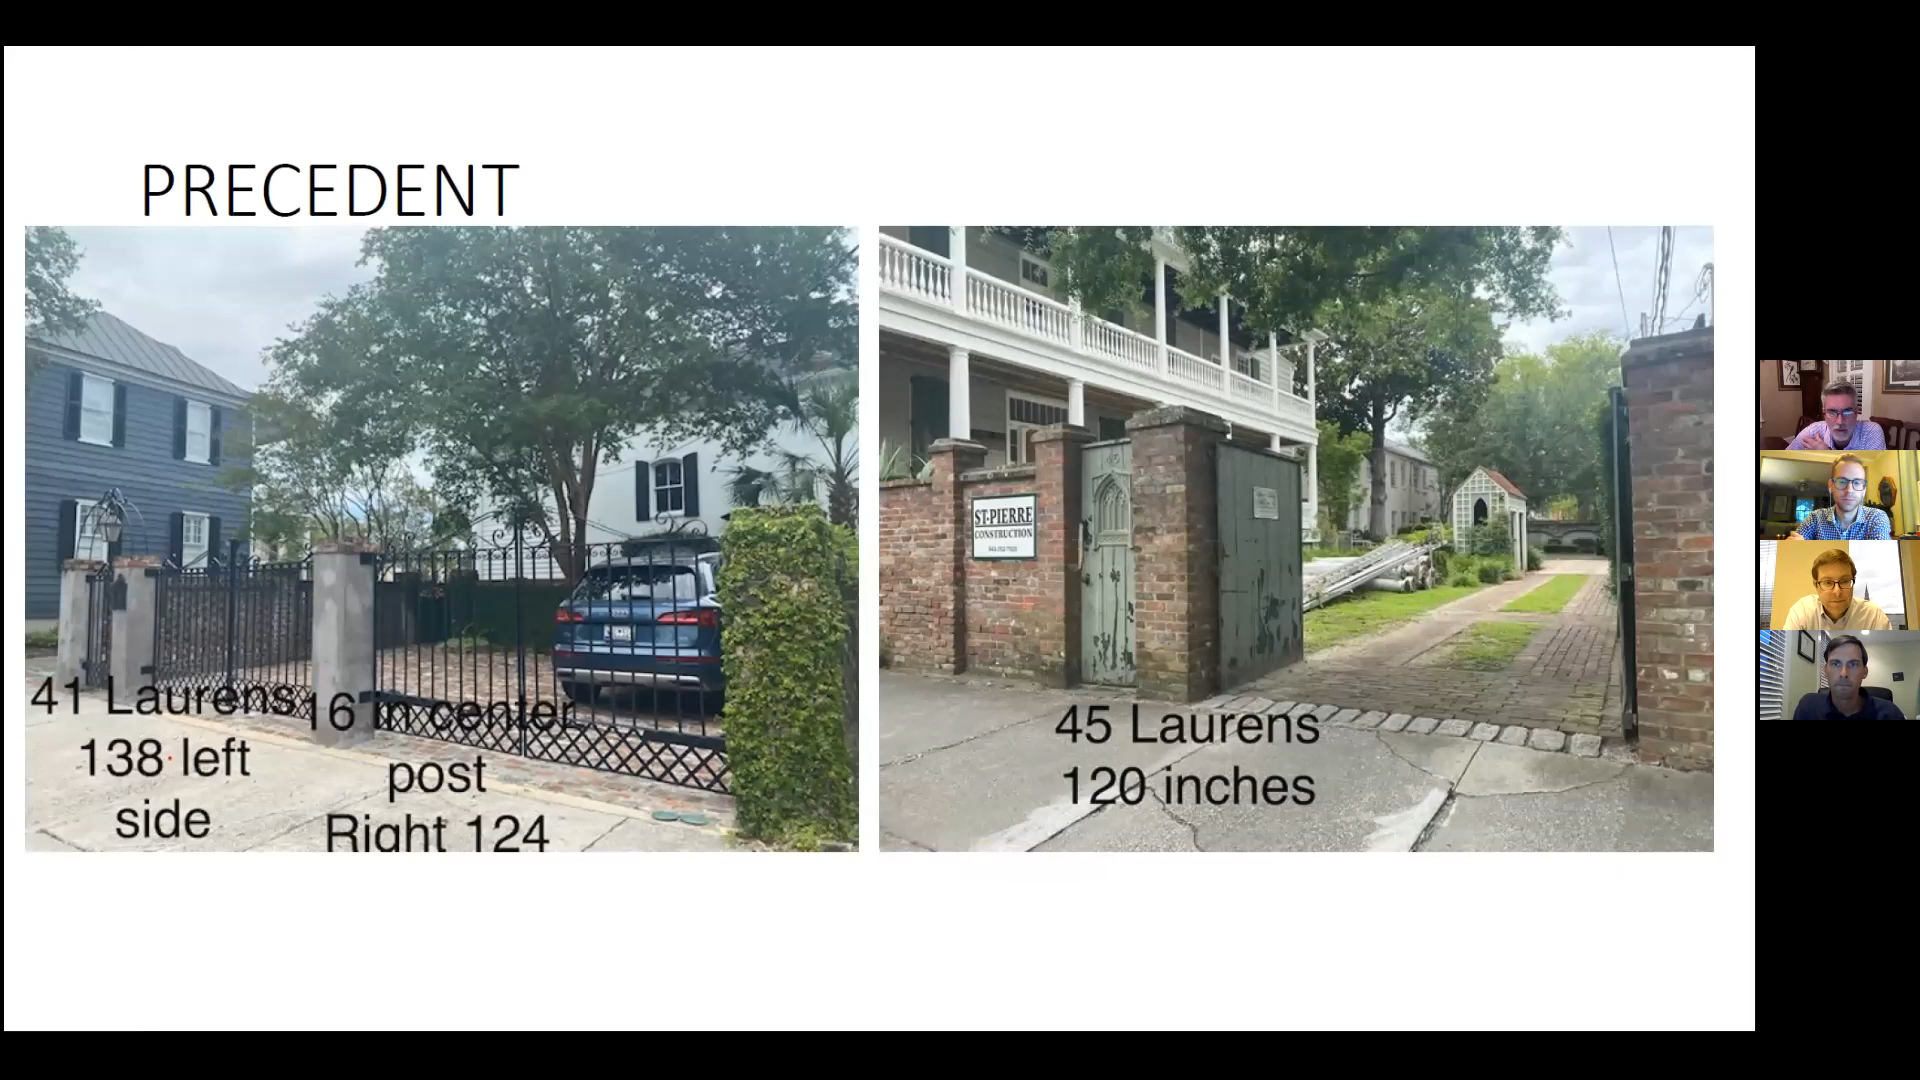 PRECEDENT
41 Laurens
138 left
side
16 in center
post
Right 124
ST-PIERRE
CONSTRUCTION
45 Laurens
120 inches